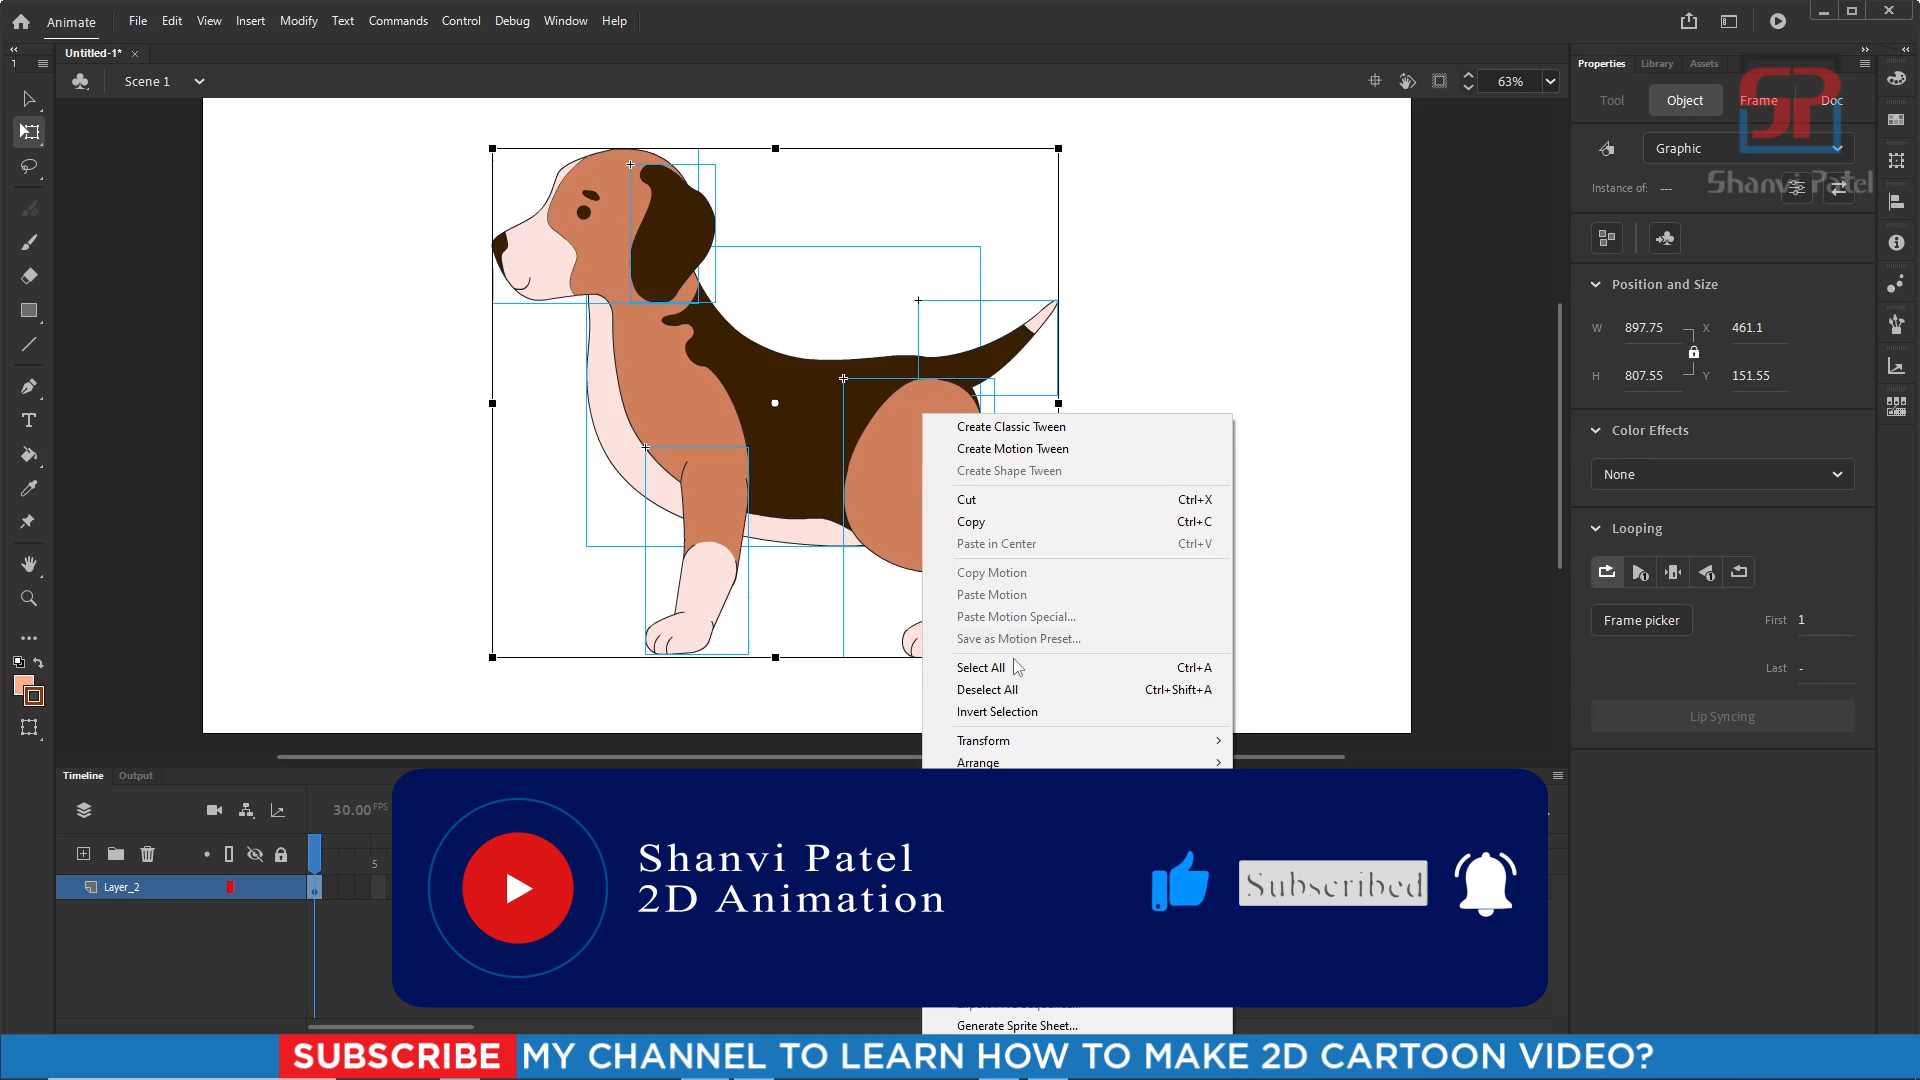 Animate File Edit View Insert Modify Text Commands Control Debug Window Help
Untitled-1*
Scene 1
63%
Properties Library Assets
Tool Object Frame Doc
Graphic
Instance of: ---
Shanvi Patel
Position and Size
W 897.75 X 461.1
H 807.55 Y 151.55
Color Effects
None
Looping
Frame picker First 1
Last -
Lip Syncing
Create Classic Tween
Create Motion Tween
Create Shape Tween
Cut Ctrl+X
Copy Ctrl+C
Paste in Center Ctrl+V
Copy Motion
Paste Motion
Paste Motion Special...
Save as Motion Preset...
Select All Ctrl+A
Deselect All Ctrl+Shift+A
Invert Selection
Transform
Arrange
Generate Sprite Sheet...
Timeline Output
30.00 FPS
5
Layer_2
Shanvi Patel
2D Animation
Subscribed
SUBSCRIBE MY CHANNEL TO LEARN HOW TO MAKE 2D CARTOON VIDEO?